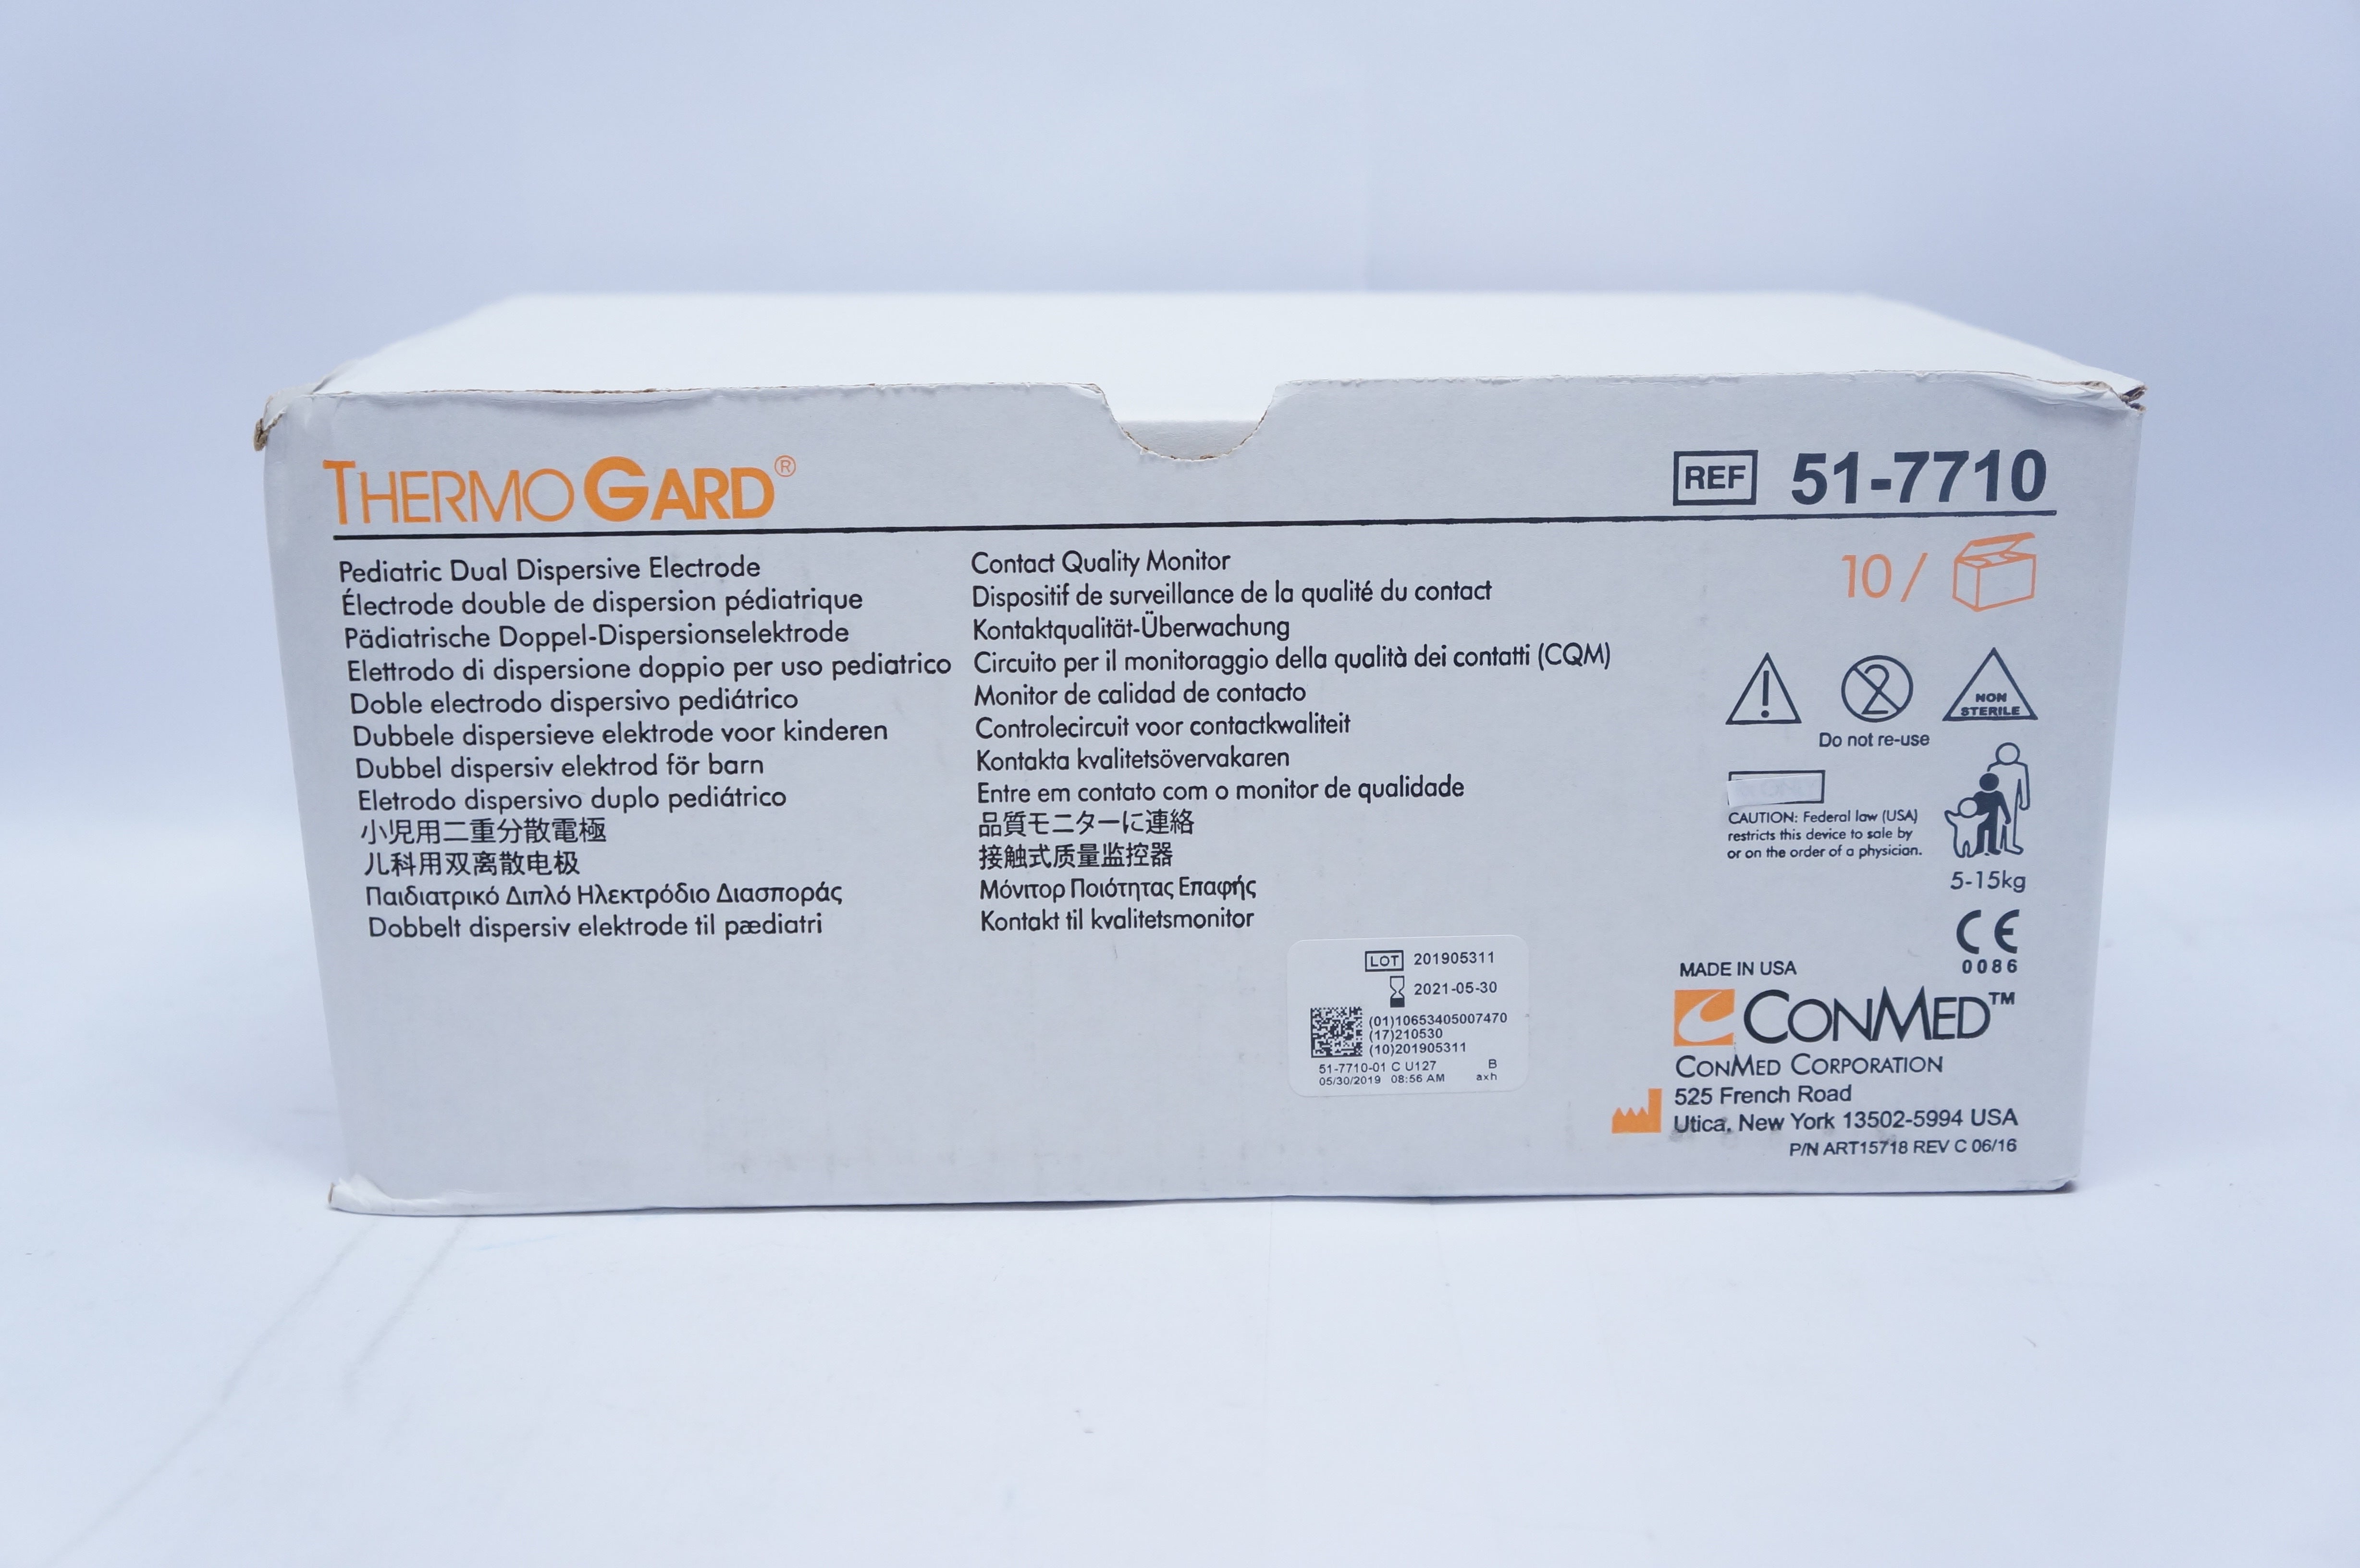 THERMOGARD®
REF 51-7710
Pediatric Dual Dispersive Electrode
Électrode double de dispersion pédiatrique
Pädiatrische Doppel-Dispersionselektrode
Elettrodo di dispersione doppio per uso pediatrico
Doble electrodo dispersivo pediátrico
Dubbele dispersieve elektrode voor kinderen
Dubbel dispersiv elektrod för barn
Eletrodo dispersivo duplo pediátrico
小児用二重分散電極
儿科用双离散电极
Παιδιατρικό Διπλό Ηλεκτρόδιο Διασποράς
Dobbelt dispersiv elektrode til pædiatri
Contact Quality Monitor
Dispositif de surveillance de la qualité du contact
Kontaktqualität-Überwachung
Circuito per il monitoraggio della qualità dei contatti (CQM)
Monitor de calidad de contacto
Controlecircuit voor contactkwaliteit
Kontakta kvalitetsövervakaren
Entre em contato com o monitor de qualidade
品質モニターに連絡
接触式质量监控器
Μόνιτορ Ποιότητας Επαφής
Kontakt til kvalitetsmonitor
10/
NON
STERILE
2
Do not re-use
CAUTION: Federal law (USA)
restricts this device to sale by
or on the order of a physician.
5-15kg
CE
0086
LOT 201905311
2021-05-30
(01)10653405007470
(17)210530
(10)201905311
51-7710-01 C U127 B
05/30/2019 08:56 AM axh
MADE IN USA
CONMED™
CONMED CORPORATION
525 French Road
Utica, New York 13502-5994 USA
P/N ART15718 REV C 06/16